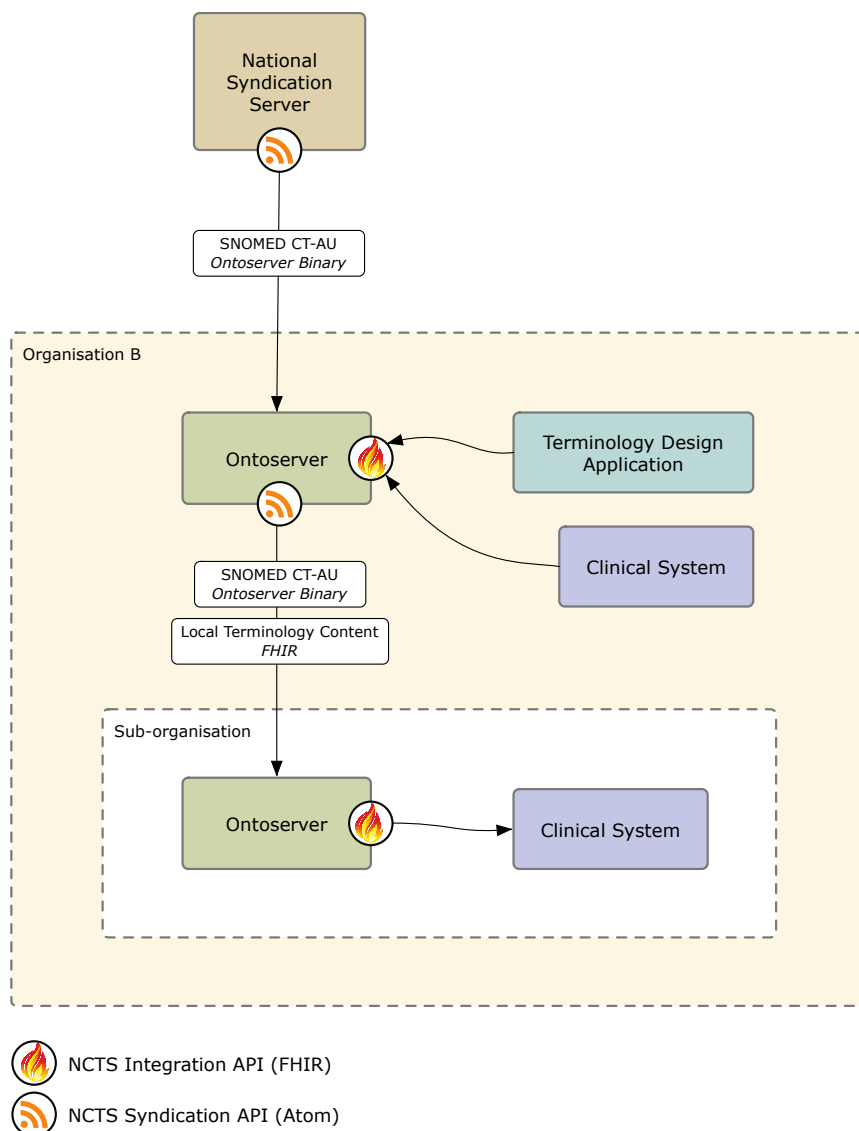 National
Syndication
Server
SNOMED CT-AU
Ontoserver Binary
Organisation B
Ontoserver
Terminology Design
Application
Clinical System
SNOMED CT-AU
Ontoserver Binary
Local Terminology Content
FHIR
Sub-organisation
Ontoserver
Clinical System
NCTS Integration API (FHIR)
NCTS Syndication API (Atom)